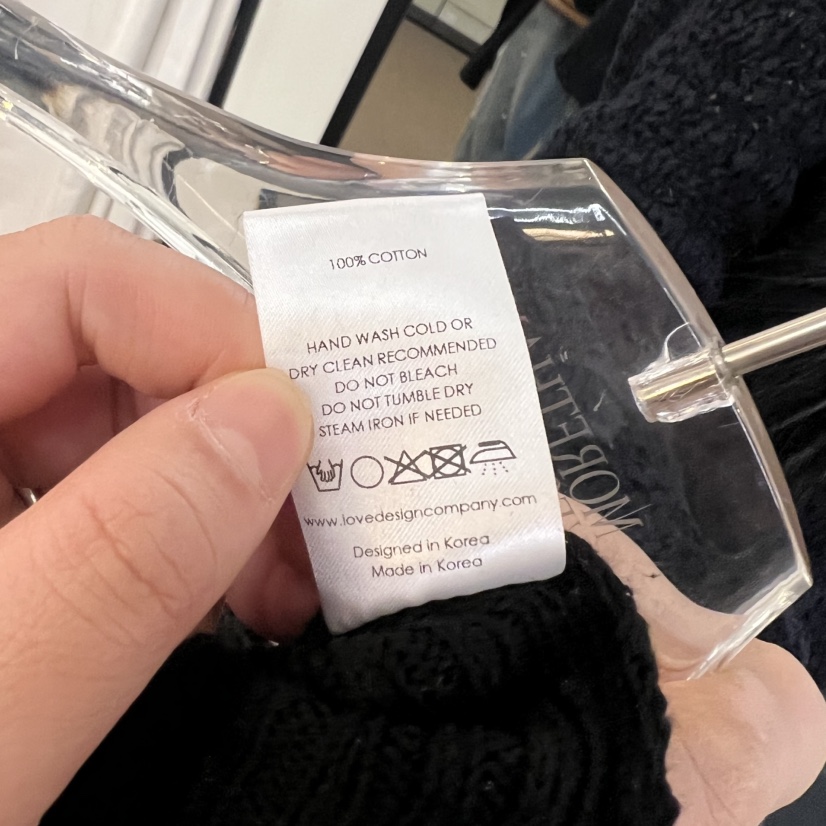 100% COTTON
HAND WASH COLD OR
DRY CLEAN RECOMMENDED
DO NOT BLEACH
DO NOT TUMBLE DRY
STEAM IRON IF NEEDED
www.lovedesigncompany.com
Designed in Korea
Made in Korea